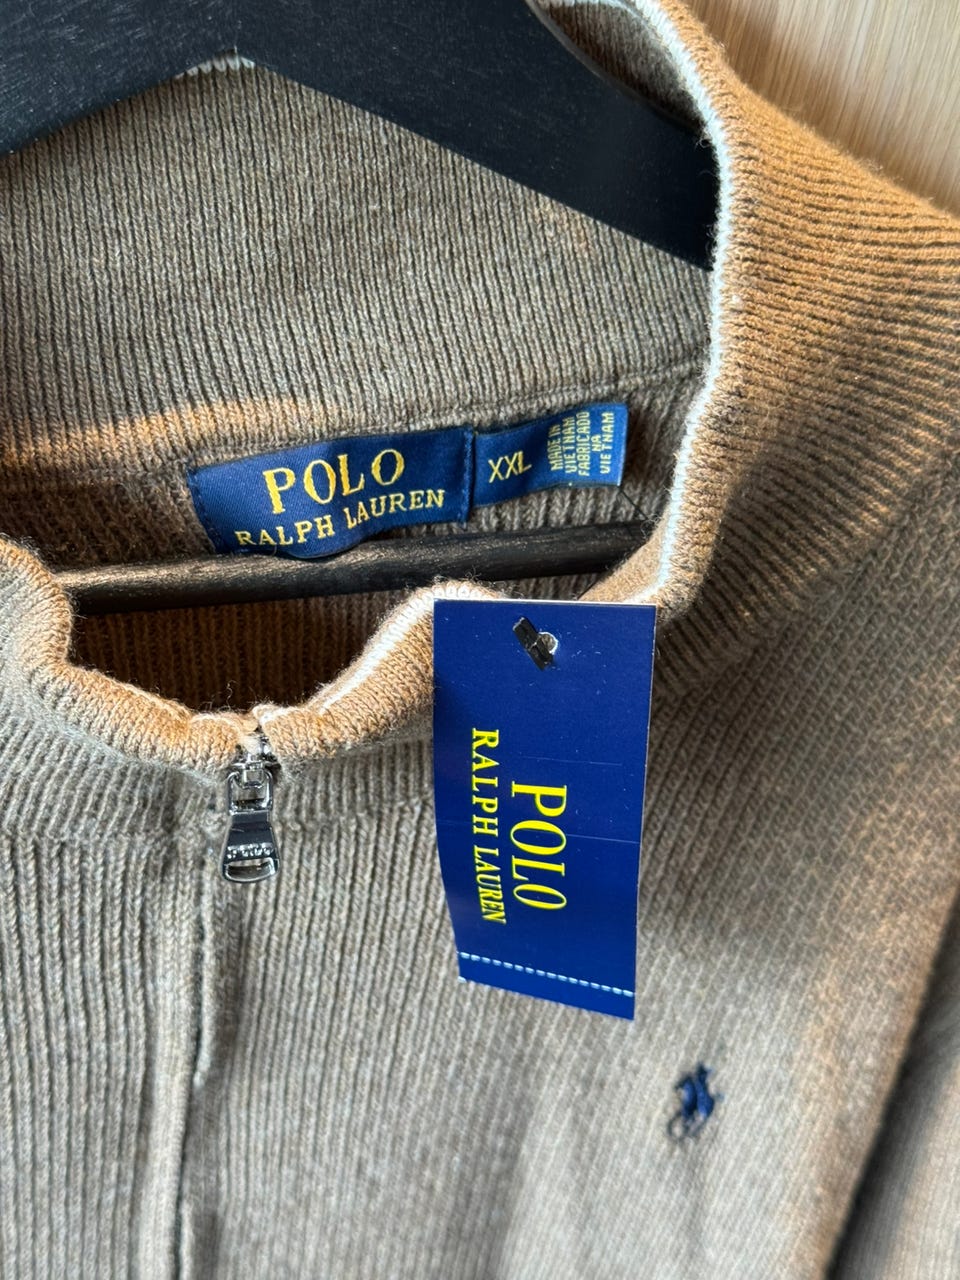 POLO
RALPH LAUREN
XXL
MADE IN
VIETNAM
FABRICADO
NA
VIETNAM
POLO
RALPH LAUREN